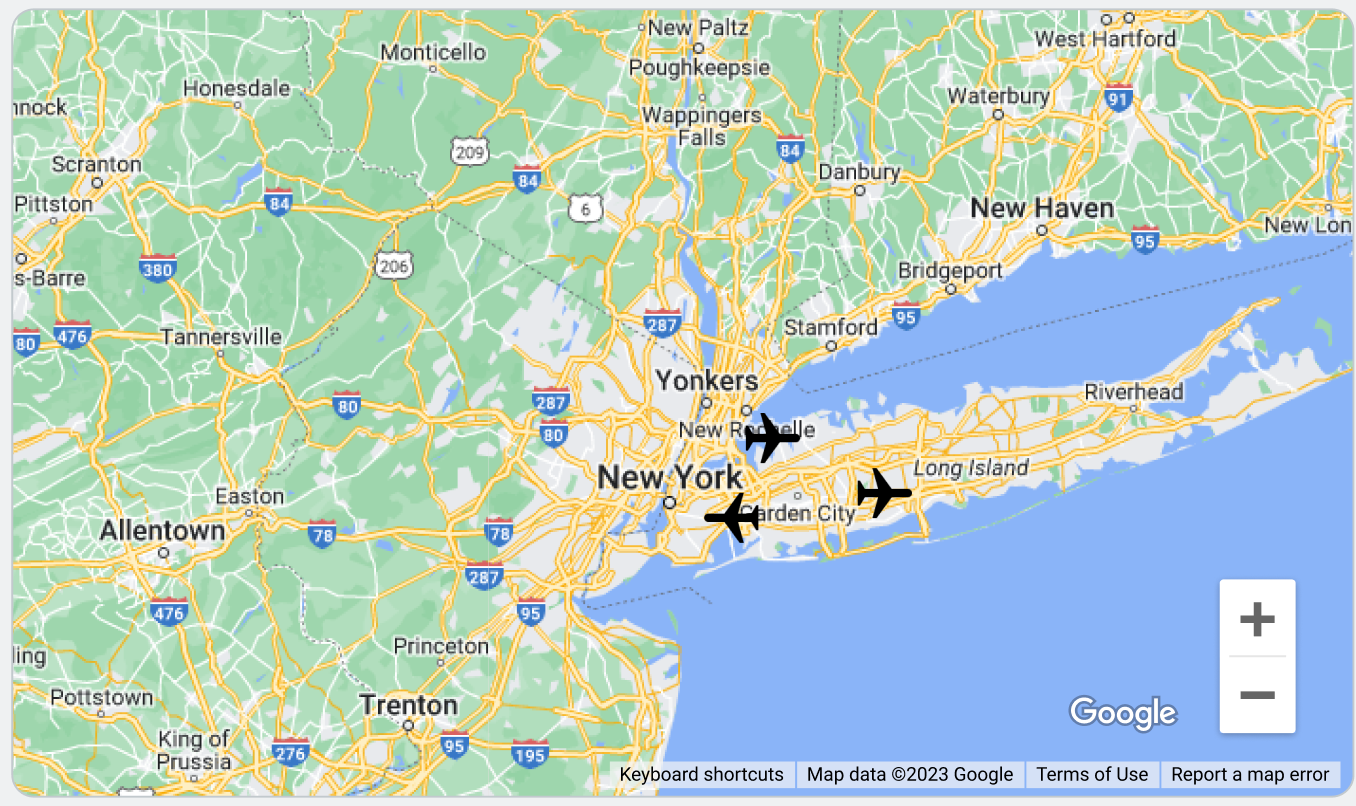 New Paltz
West Hartford
Monticello
Poughkeepsie
Honesdale
Waterbury
91
nnock
Wappingers
Falls
209
84
Scranton
84
Danbury
Pittston
84
6
New Haven
New Lon
95
380
206
s-Barre
Bridgeport
80
476
Tannersville
287
Stamford
95
Yonkers
Riverhead
80
287
80
New Rochelle
New York
Long Island
Easton
Garden City
Allentown
78
78
287
476
95
ling
Princeton
Pottstown
Trenton
King of
Prussia
276
95
195
Google
Keyboard shortcuts
Map data ©2023 Google
Terms of Use
Report a map error